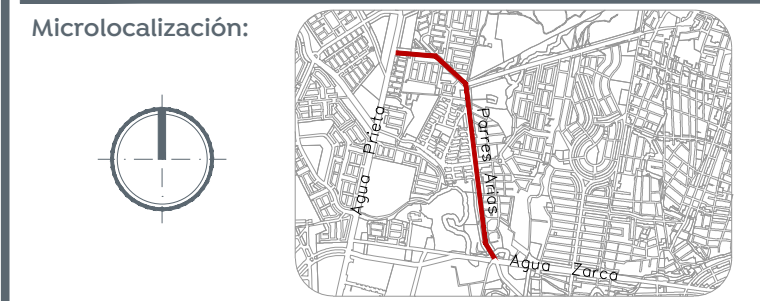 Microlocalización:
Agua Prieta
Parres Arias
Agua Zarca